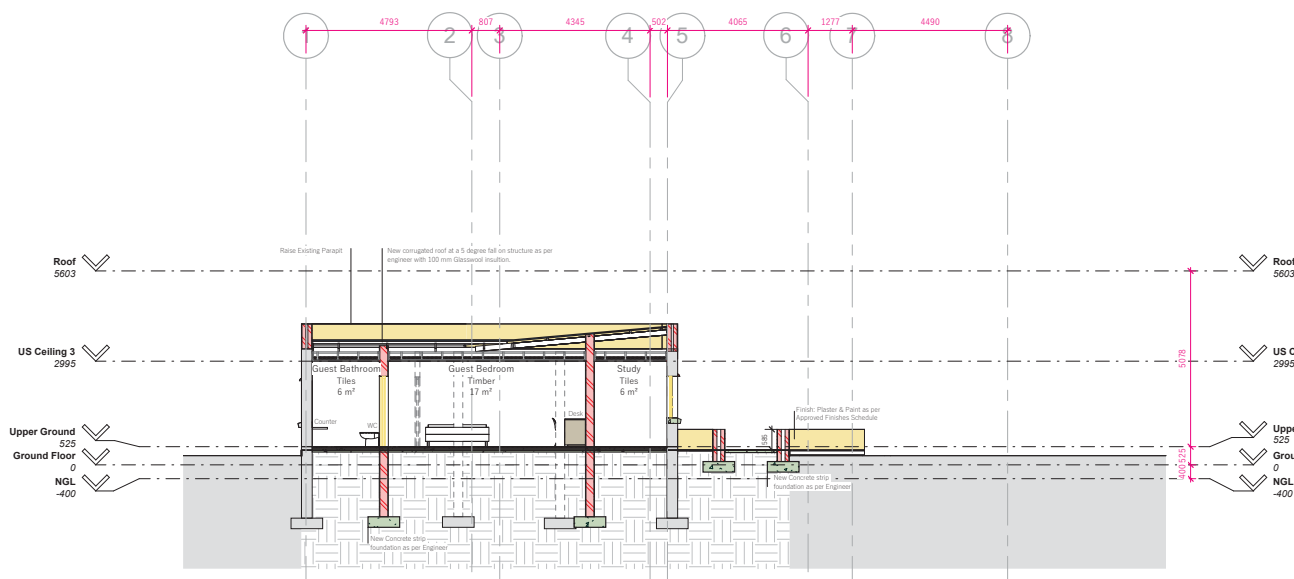 4793 807 4345 502 4065 1277 4490
1 2 3 4 5 6 7 8
Raise Existing Parapit
New corrugated roof at a 5 degree fall on structure as per
engineer with 100 mm Glasswool insultion.
Roof
5603
Roof
5603
US Ceiling 3
2995
US C
2995
5078
Guest Bathroom
Tiles
6 m²
Guest Bedroom
Timber
17 m²
Study
Tiles
6 m²
Counter
WC
Desk
Finish: Plaster & Paint as per
Approved Finishes Schedule
585
Upper Ground
525
Uppe
525
525
Ground Floor
0
Grou
0
400
NGL
-400
NGL
-400
New Concrete strip
foundation as per Engineer
New Concrete strip
foundation as per Engineer